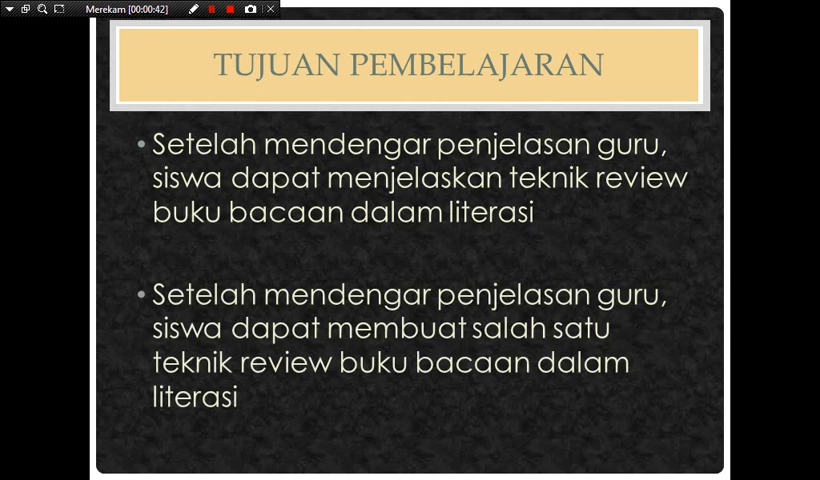 Merekam [00:00:42]
TUJUAN PEMBELAJARAN
• Setelah mendengar penjelasan guru,
siswa dapat menjelaskan teknik review
buku bacaan dalam literasi
• Setelah mendengar penjelasan guru,
siswa dapat membuat salah satu
teknik review buku bacaan dalam
literasi